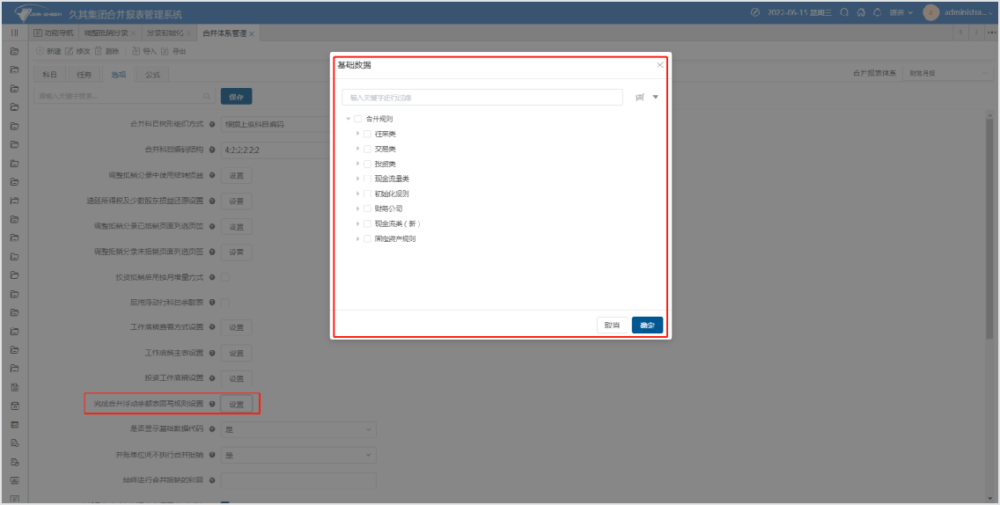 久其集团合并报表管理系统
2022-06-15 星期三
语言
administra...
功能导航
调整抵销分录
分录初始化
合并体系管理
新建
修改
删除
导入
导出
科目
任务
选项
公式
合并报表体系
财务月报
请输入关键字搜索...
保存
合并科目树形组织方式
根据上级科目编码
合并科目编码结构
4;2;2;2;2;2
调整抵销分录中使用结转损益
设置
递延所得税及少数股东损益还原设置
设置
调整抵销分录已抵销页面列选页签
设置
调整抵销分录未抵销页面列选页签
设置
投资抵销启用按月增量方式
启用浮动行科目余额表
工作底稿查看方式设置
设置
工作底稿主表设置
设置
投资工作底稿设置
设置
完成合并浮动余额表回写规则设置
设置
是否显示基础数据代码
是
并账单位间不执行合并抵销
是
始终进行合并抵销的科目
基础数据
输入关键字进行过滤
合并规则
往来类
交易类
投资类
现金流量类
初始化规则
财务公司
现金流类（新）
固定资产规则
取消
确定